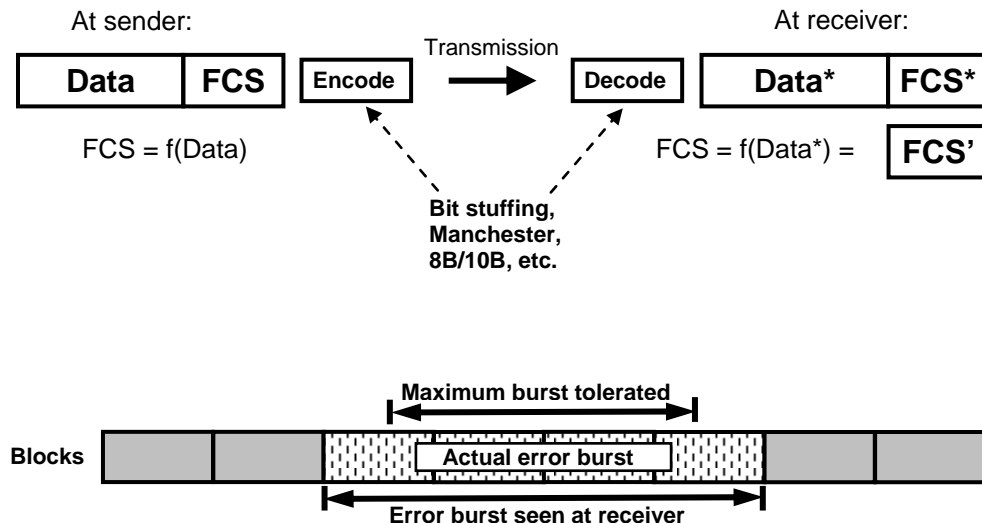 At sender:
At receiver:
Transmission
Data
FCS
Encode
Decode
Data*
FCS*
FCS = f(Data)
FCS = f(Data*) =
FCS’
Bit stuffing,
Manchester,
8B/10B, etc.
Maximum burst tolerated
Blocks
Actual error burst
Error burst seen at receiver